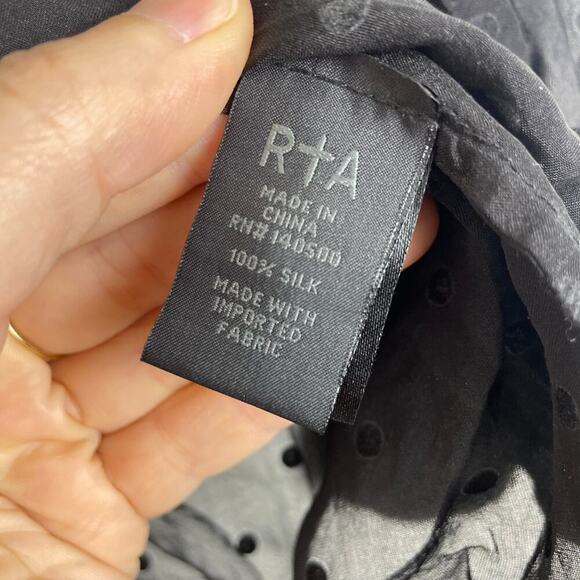 R†A
MADE IN
CHINA
RN# 140500
100% SILK
MADE WITH
IMPORTED
FABRIC